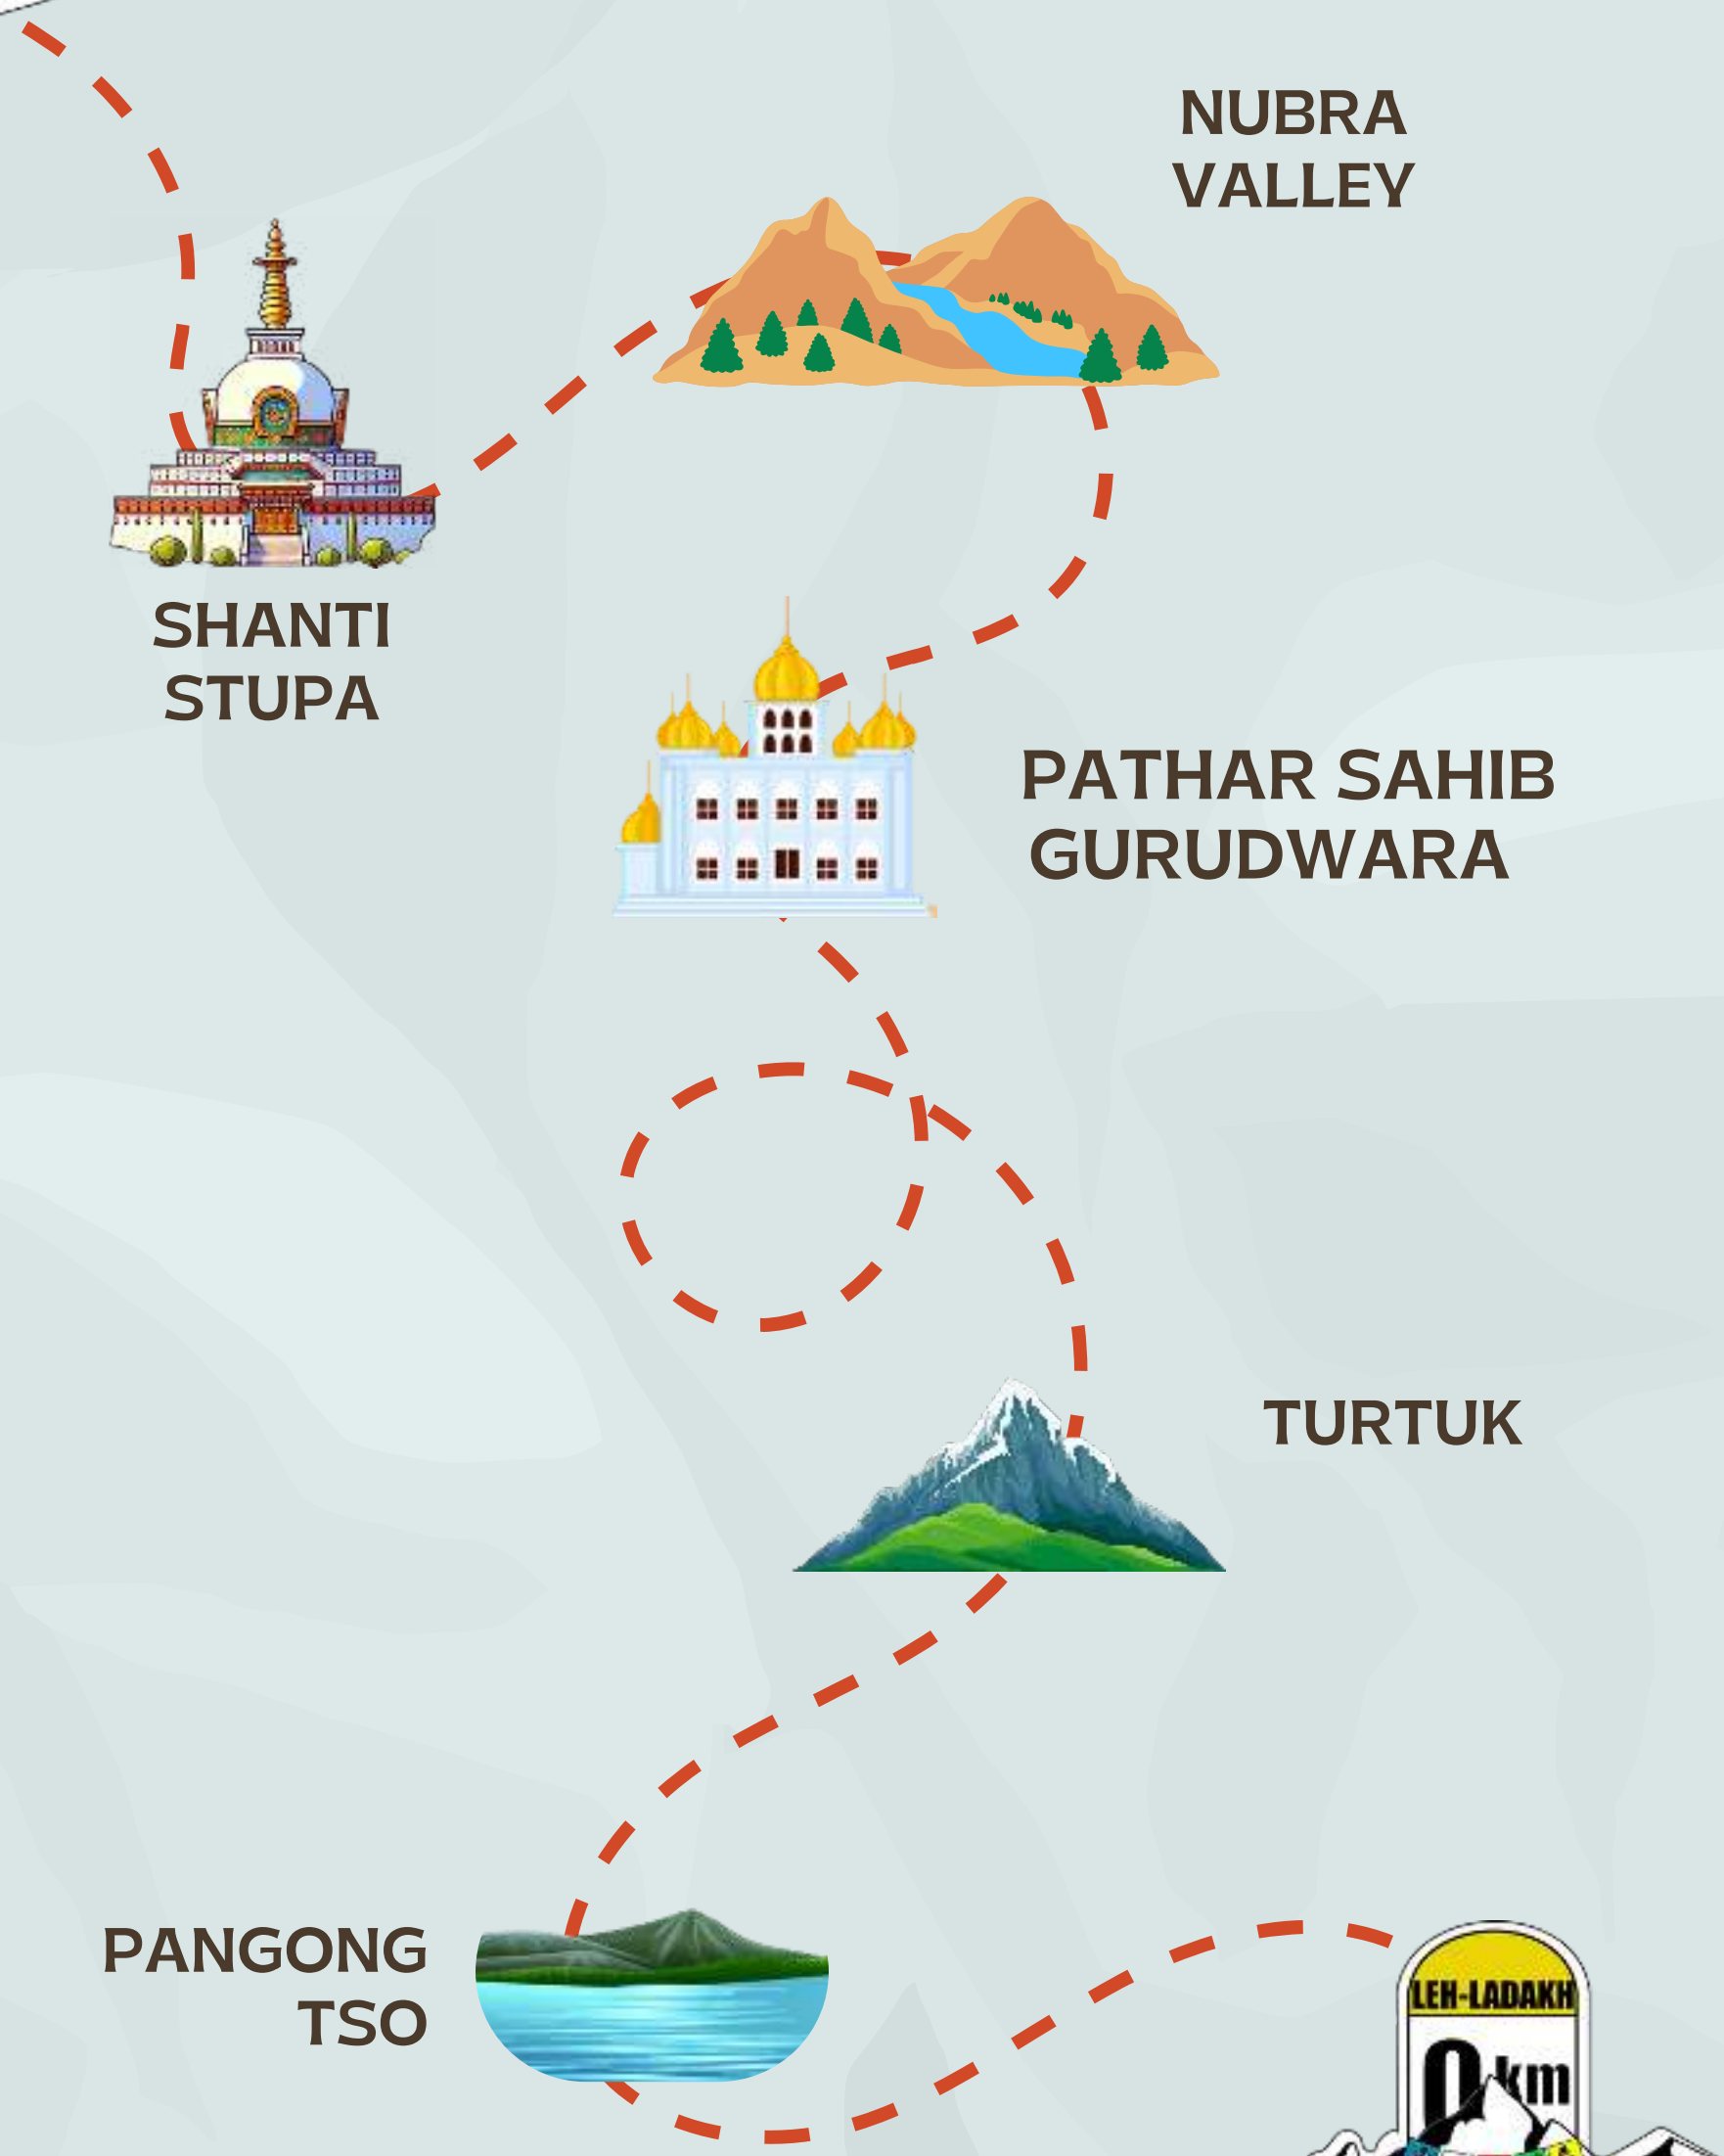 NUBRA
VALLEY
SHANTI
STUPA
PATHAR SAHIB
GURUDWARA
TURTUK
PANGONG
TSO
LEH-LADAKH
0 km